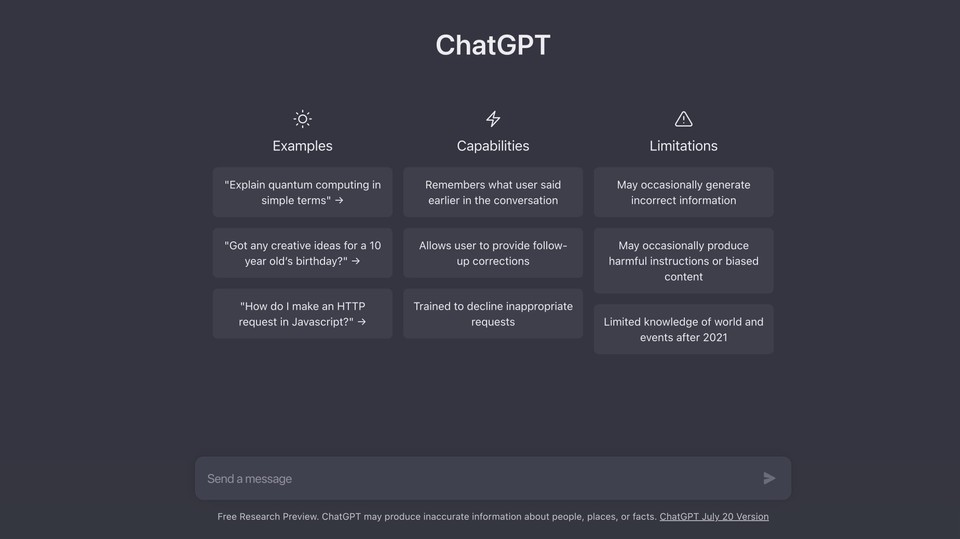 ChatGPT
Examples
"Explain quantum computing in
simple terms" →
"Got any creative ideas for a 10
year old's birthday?" →
"How do I make an HTTP
request in Javascript?" →
Capabilities
Remembers what user said
earlier in the conversation
Allows user to provide follow-
up corrections
Trained to decline inappropriate
requests
Limitations
May occasionally generate
incorrect information
May occasionally produce
harmful instructions or biased
content
Limited knowledge of world and
events after 2021
Send a message
Free Research Preview. ChatGPT may produce inaccurate information about people, places, or facts. ChatGPT July 20 Version